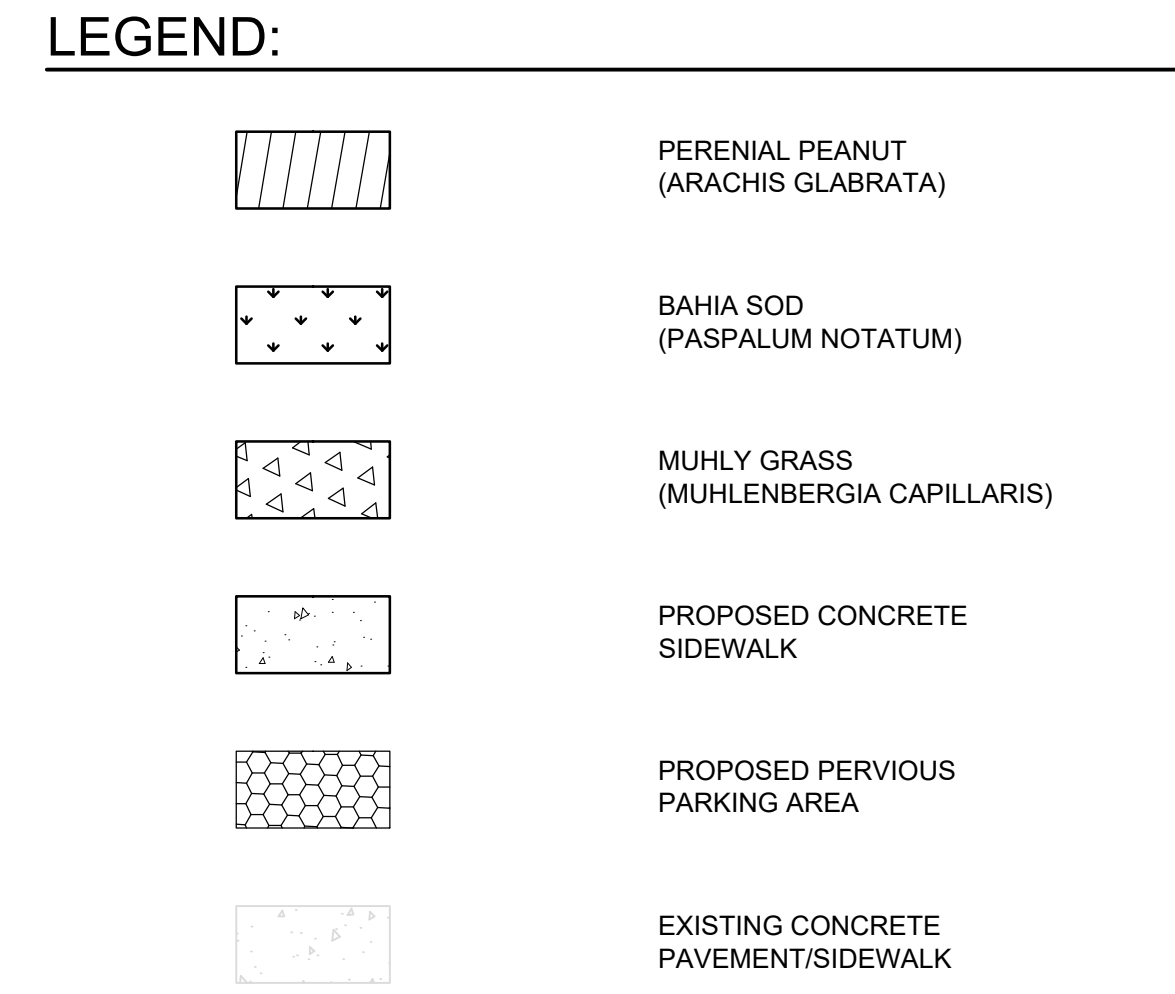 LEGEND:
PERENIAL PEANUT
(ARACHIS GLABRATA)
BAHIA SOD
(PASPALUM NOTATUM)
MUHLY GRASS
(MUHLENBERGIA CAPILLARIS)
PROPOSED CONCRETE
SIDEWALK
PROPOSED PERVIOUS
PARKING AREA
EXISTING CONCRETE
PAVEMENT/SIDEWALK